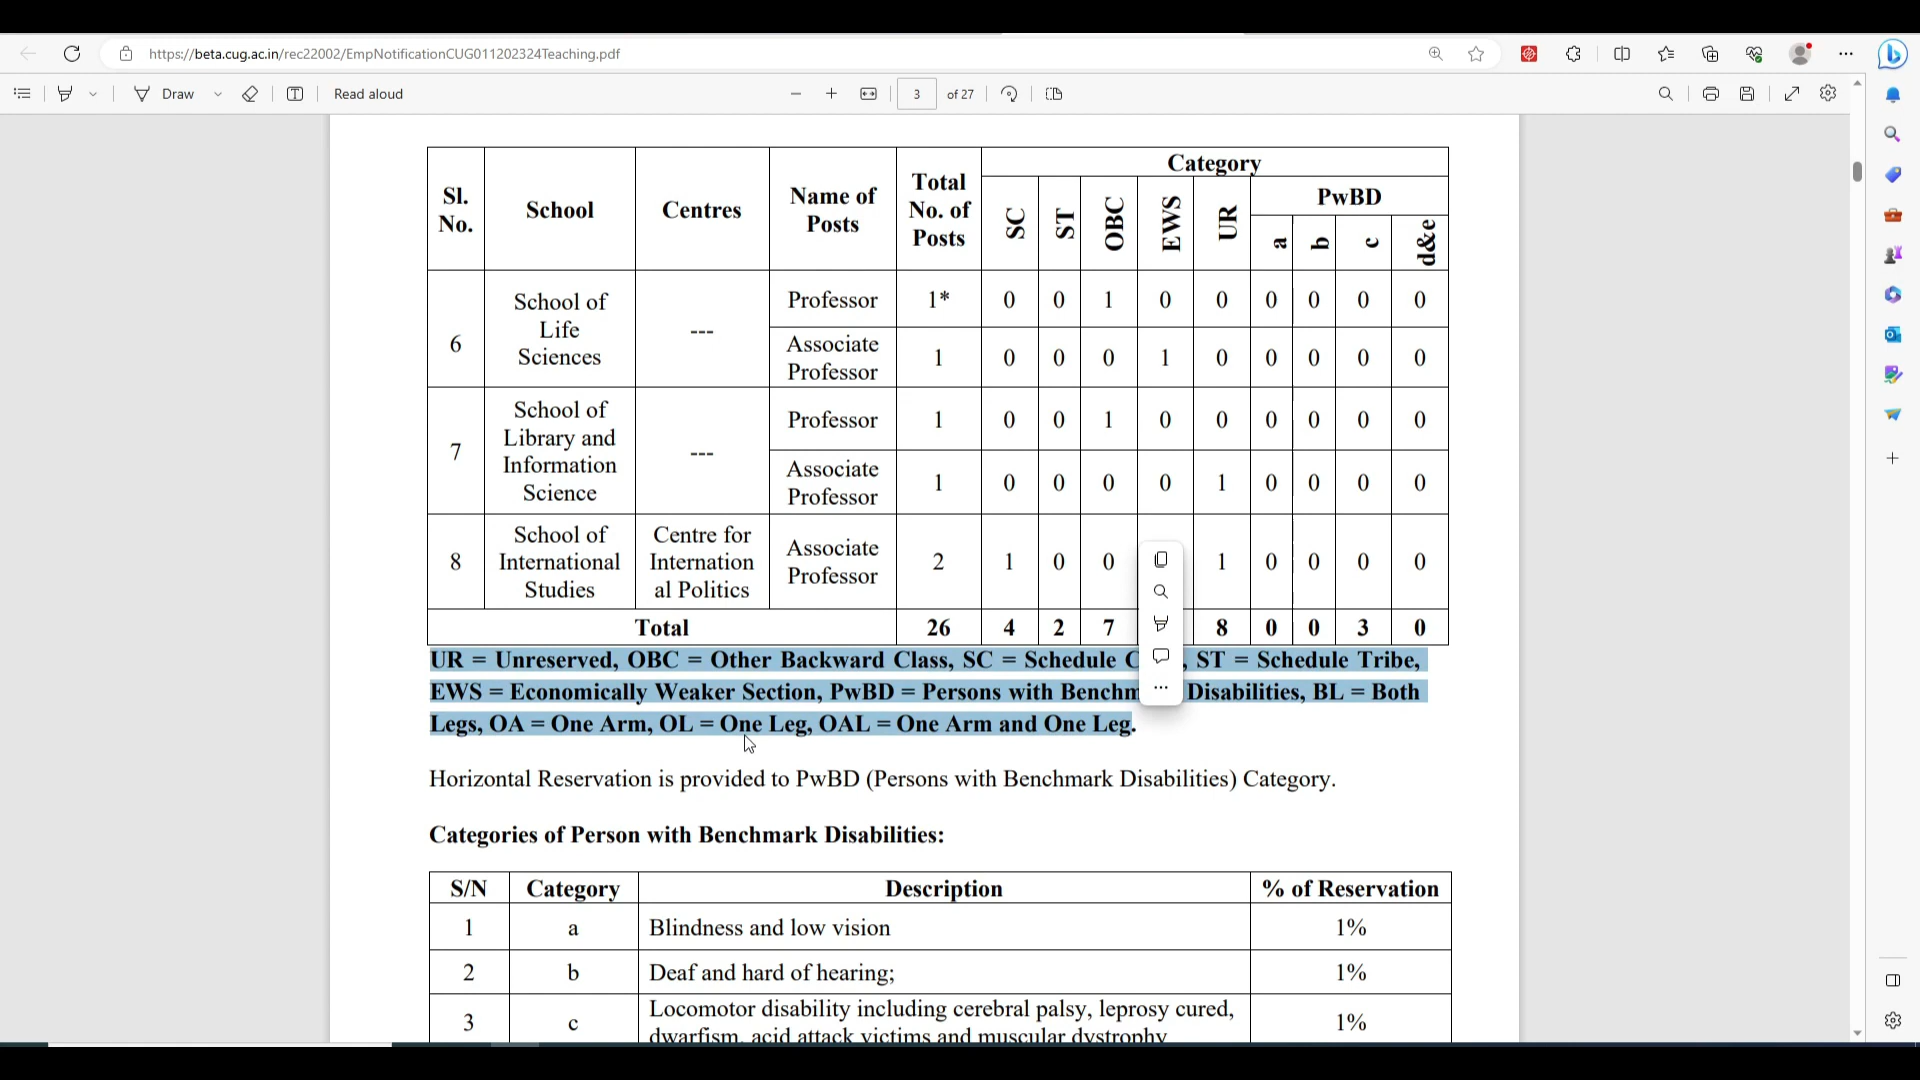 https://beta.cug.ac.in/rec22002/EmpNotificationCUG011202324Teaching.pdf
Draw Read aloud 3 of 27
Sl. No. School Centres Name of Posts Total No. of Posts Category
SC ST OBC EWS UR PwBD
a b c d&e
6 School of Life Sciences --- Professor 1* 0 0 1 0 0 0 0 0 0
Associate Professor 1 0 0 0 1 0 0 0 0 0
7 School of Library and Information Science --- Professor 1 0 0 1 0 0 0 0 0 0
Associate Professor 1 0 0 0 0 1 0 0 0 0
8 School of International Studies Centre for Internation al Politics Associate Professor 2 1 0 0 1 0 0 0 0
Total 26 4 2 7 8 0 0 3 0
UR = Unreserved, OBC = Other Backward Class, SC = Schedule C , ST = Schedule Tribe,
EWS = Economically Weaker Section, PwBD = Persons with Benchm Disabilities, BL = Both
Legs, OA = One Arm, OL = One Leg, OAL = One Arm and One Leg.
Horizontal Reservation is provided to PwBD (Persons with Benchmark Disabilities) Category.
Categories of Person with Benchmark Disabilities:
S/N Category Description % of Reservation
1 a Blindness and low vision 1%
2 b Deaf and hard of hearing; 1%
3 c Locomotor disability including cerebral palsy, leprosy cured, 1%
dwarfism, acid attack victims and muscular dystrophy